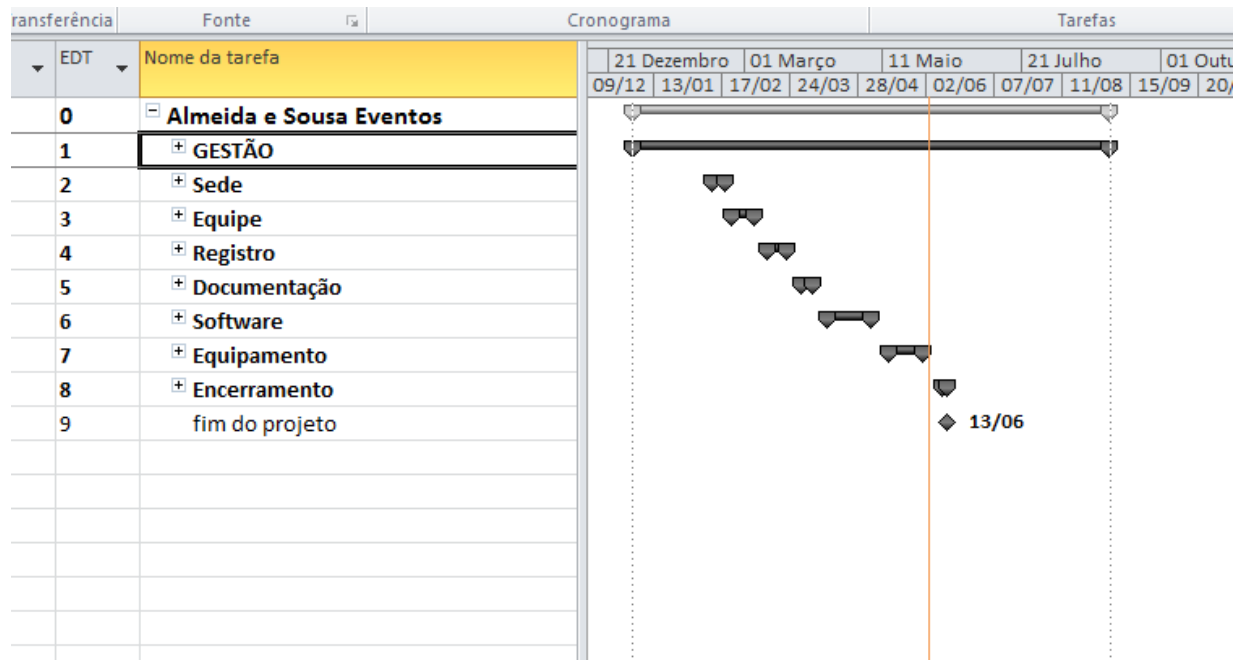 ransferência Fonte Cronograma Tarefas
EDT Nome da tarefa 21 Dezembro 01 Março 11 Maio 21 Julho 01 Outu
09/12 13/01 17/02 24/03 28/04 02/06 07/07 11/08 15/09 20/
0 Almeida e Sousa Eventos
1 GESTÃO
2 Sede
3 Equipe
4 Registro
5 Documentação
6 Software
7 Equipamento
8 Encerramento
9 fim do projeto 13/06